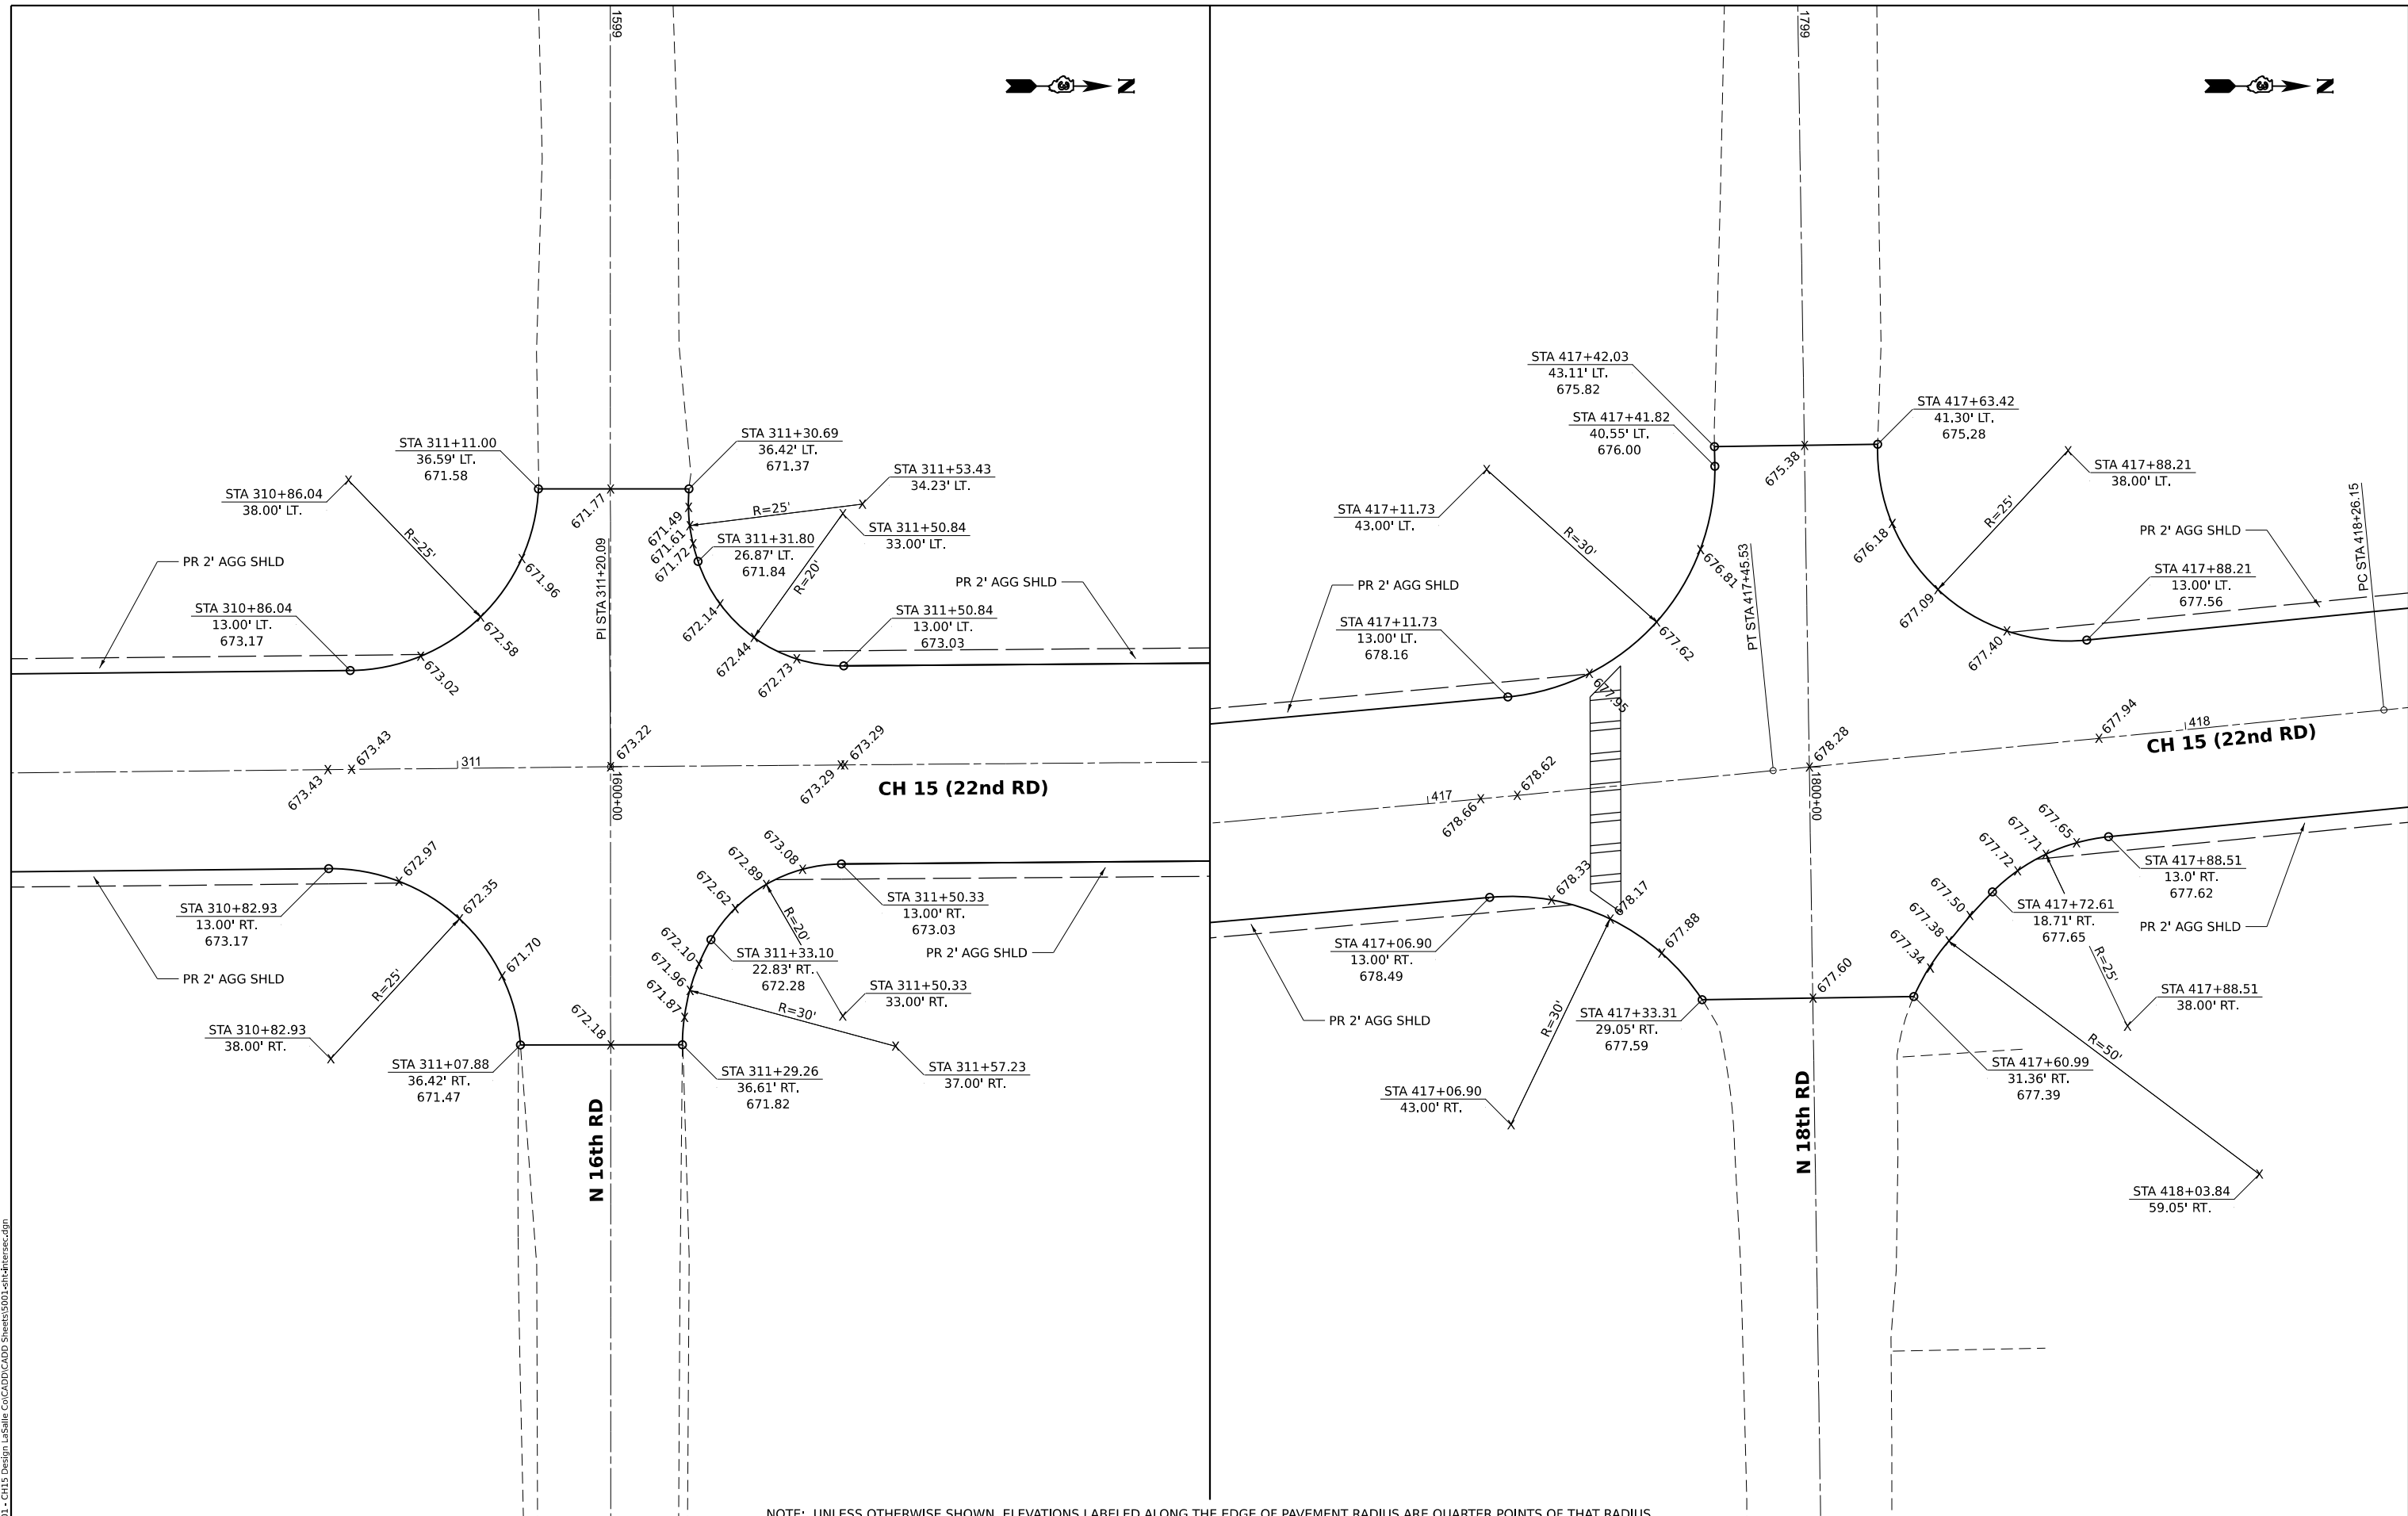 1599
N
STA 311+11.00
36.59' LT.
671.58
STA 311+30.69
36.42' LT.
671.37
STA 311+53.43
34.23' LT.
STA 310+86.04
38.00' LT.
R=25'
671.77
671.49
671.61
671.72
R=25'
STA 311+50.84
33.00' LT.
STA 311+31.80
26.87' LT.
671.84
R=20'
PI STA 311+20.09
PR 2' AGG SHLD
671.96
PR 2' AGG SHLD
STA 310+86.04
13.00' LT.
673.17
672.58
673.02
672.14
672.44
672.73
STA 311+50.84
13.00' LT.
673.03
673.43
673.43
311
673.22
1600+00
673.29
673.29
CH 15 (22nd RD)
672.97
672.35
671.70
STA 310+82.93
13.00' RT.
673.17
PR 2' AGG SHLD
R=25'
STA 310+82.93
38.00' RT.
673.08
672.89
672.62
R=20'
STA 311+50.33
13.00' RT.
673.03
PR 2' AGG SHLD
672.10
671.96
671.87
STA 311+33.10
22.83' RT.
672.28
STA 311+50.33
33.00' RT.
R=30'
672.18
STA 311+07.88
36.42' RT.
671.47
STA 311+29.26
36.61' RT.
671.82
STA 311+57.23
37.00' RT.
N 16th RD
1799
N
STA 417+42.03
43.11' LT.
675.82
STA 417+41.82
40.55' LT.
676.00
STA 417+63.42
41.30' LT.
675.28
675.38
STA 417+88.21
38.00' LT.
STA 417+11.73
43.00' LT.
R=30'
R=25'
676.18
PR 2' AGG SHLD
PC STA 418+26.15
PT STA 417+45.53
676.81
PR 2' AGG SHLD
STA 417+88.21
13.00' LT.
677.56
677.09
677.40
STA 417+11.73
13.00' LT.
678.16
677.62
677.95
417
678.66
678.62
678.28
1800+00
677.94
418
CH 15 (22nd RD)
678.33
678.17
677.88
677.65
677.71
677.72
677.50
677.38
677.34
STA 417+88.51
13.0' RT.
677.62
STA 417+72.61
18.71' RT.
677.65
PR 2' AGG SHLD
R=25'
STA 417+88.51
38.00' RT.
STA 417+06.90
13.00' RT.
678.49
PR 2' AGG SHLD
677.60
STA 417+33.31
29.05' RT.
677.59
R=30'
STA 417+06.90
43.00' RT.
R=50'
STA 417+60.99
31.36' RT.
677.39
STA 418+03.84
59.05' RT.
N 18th RD
01 - CH15 Design LaSalle Co\CADD\CADD Sheets\5001-sht-intersec.dgn
NOTE: UNLESS OTHERWISE SHOWN, ELEVATIONS LABELED ALONG THE EDGE OF PAVEMENT RADIUS ARE QUARTER POINTS OF THAT RADIUS